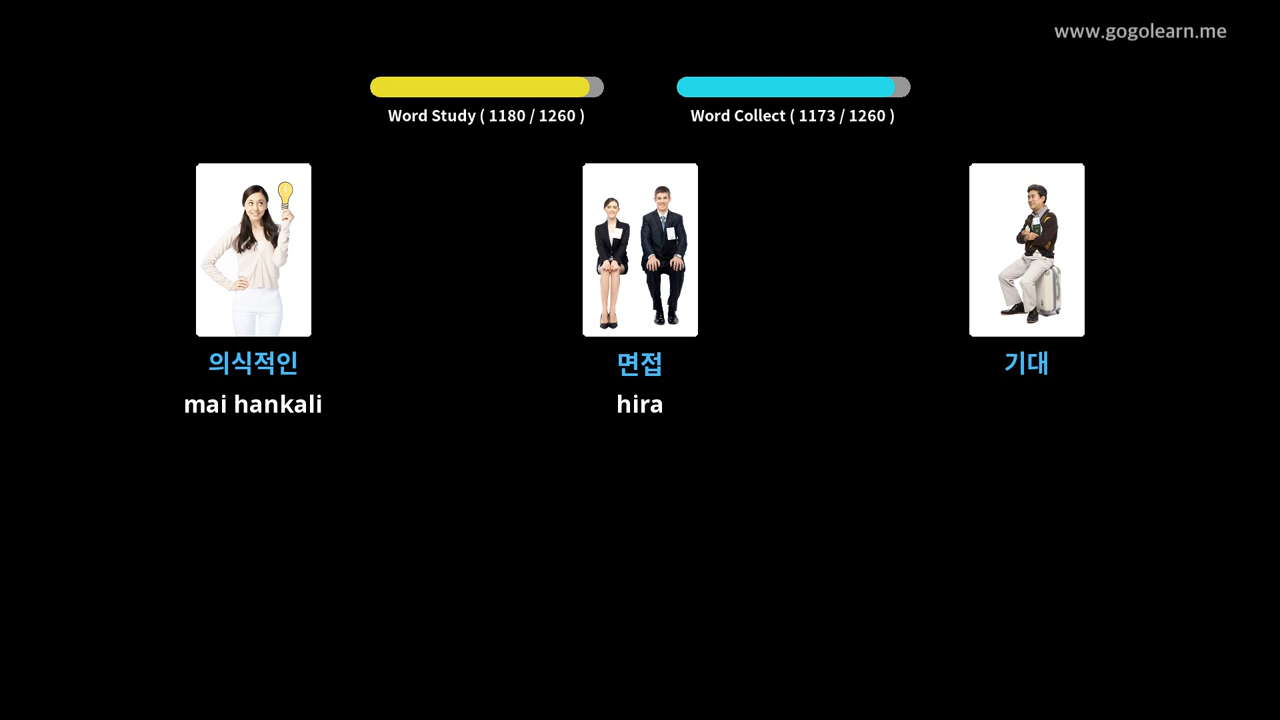 www.gogolearn.me
Word Study ( 1180 / 1260 )
Word Collect ( 1173 / 1260 )
의식적인
면접
기대
mai hankali
hira